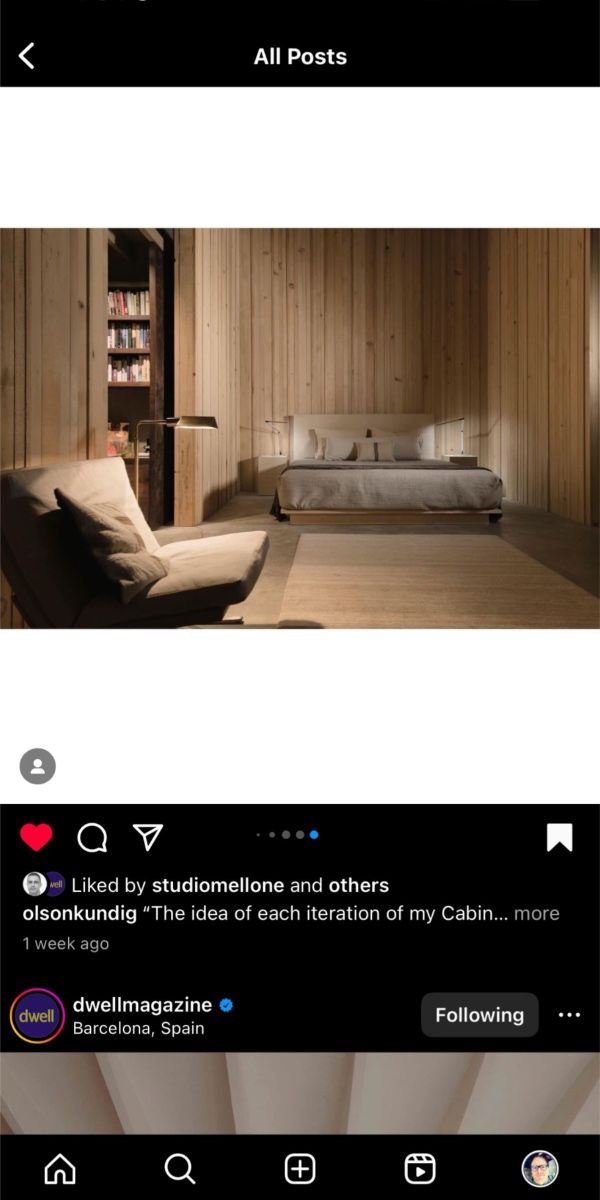 All Posts
Liked by studiomellone and others
olsonkundig “The idea of each iteration of my Cabin... more
1 week ago
dwell
dwellmagazine
Barcelona, Spain
Following